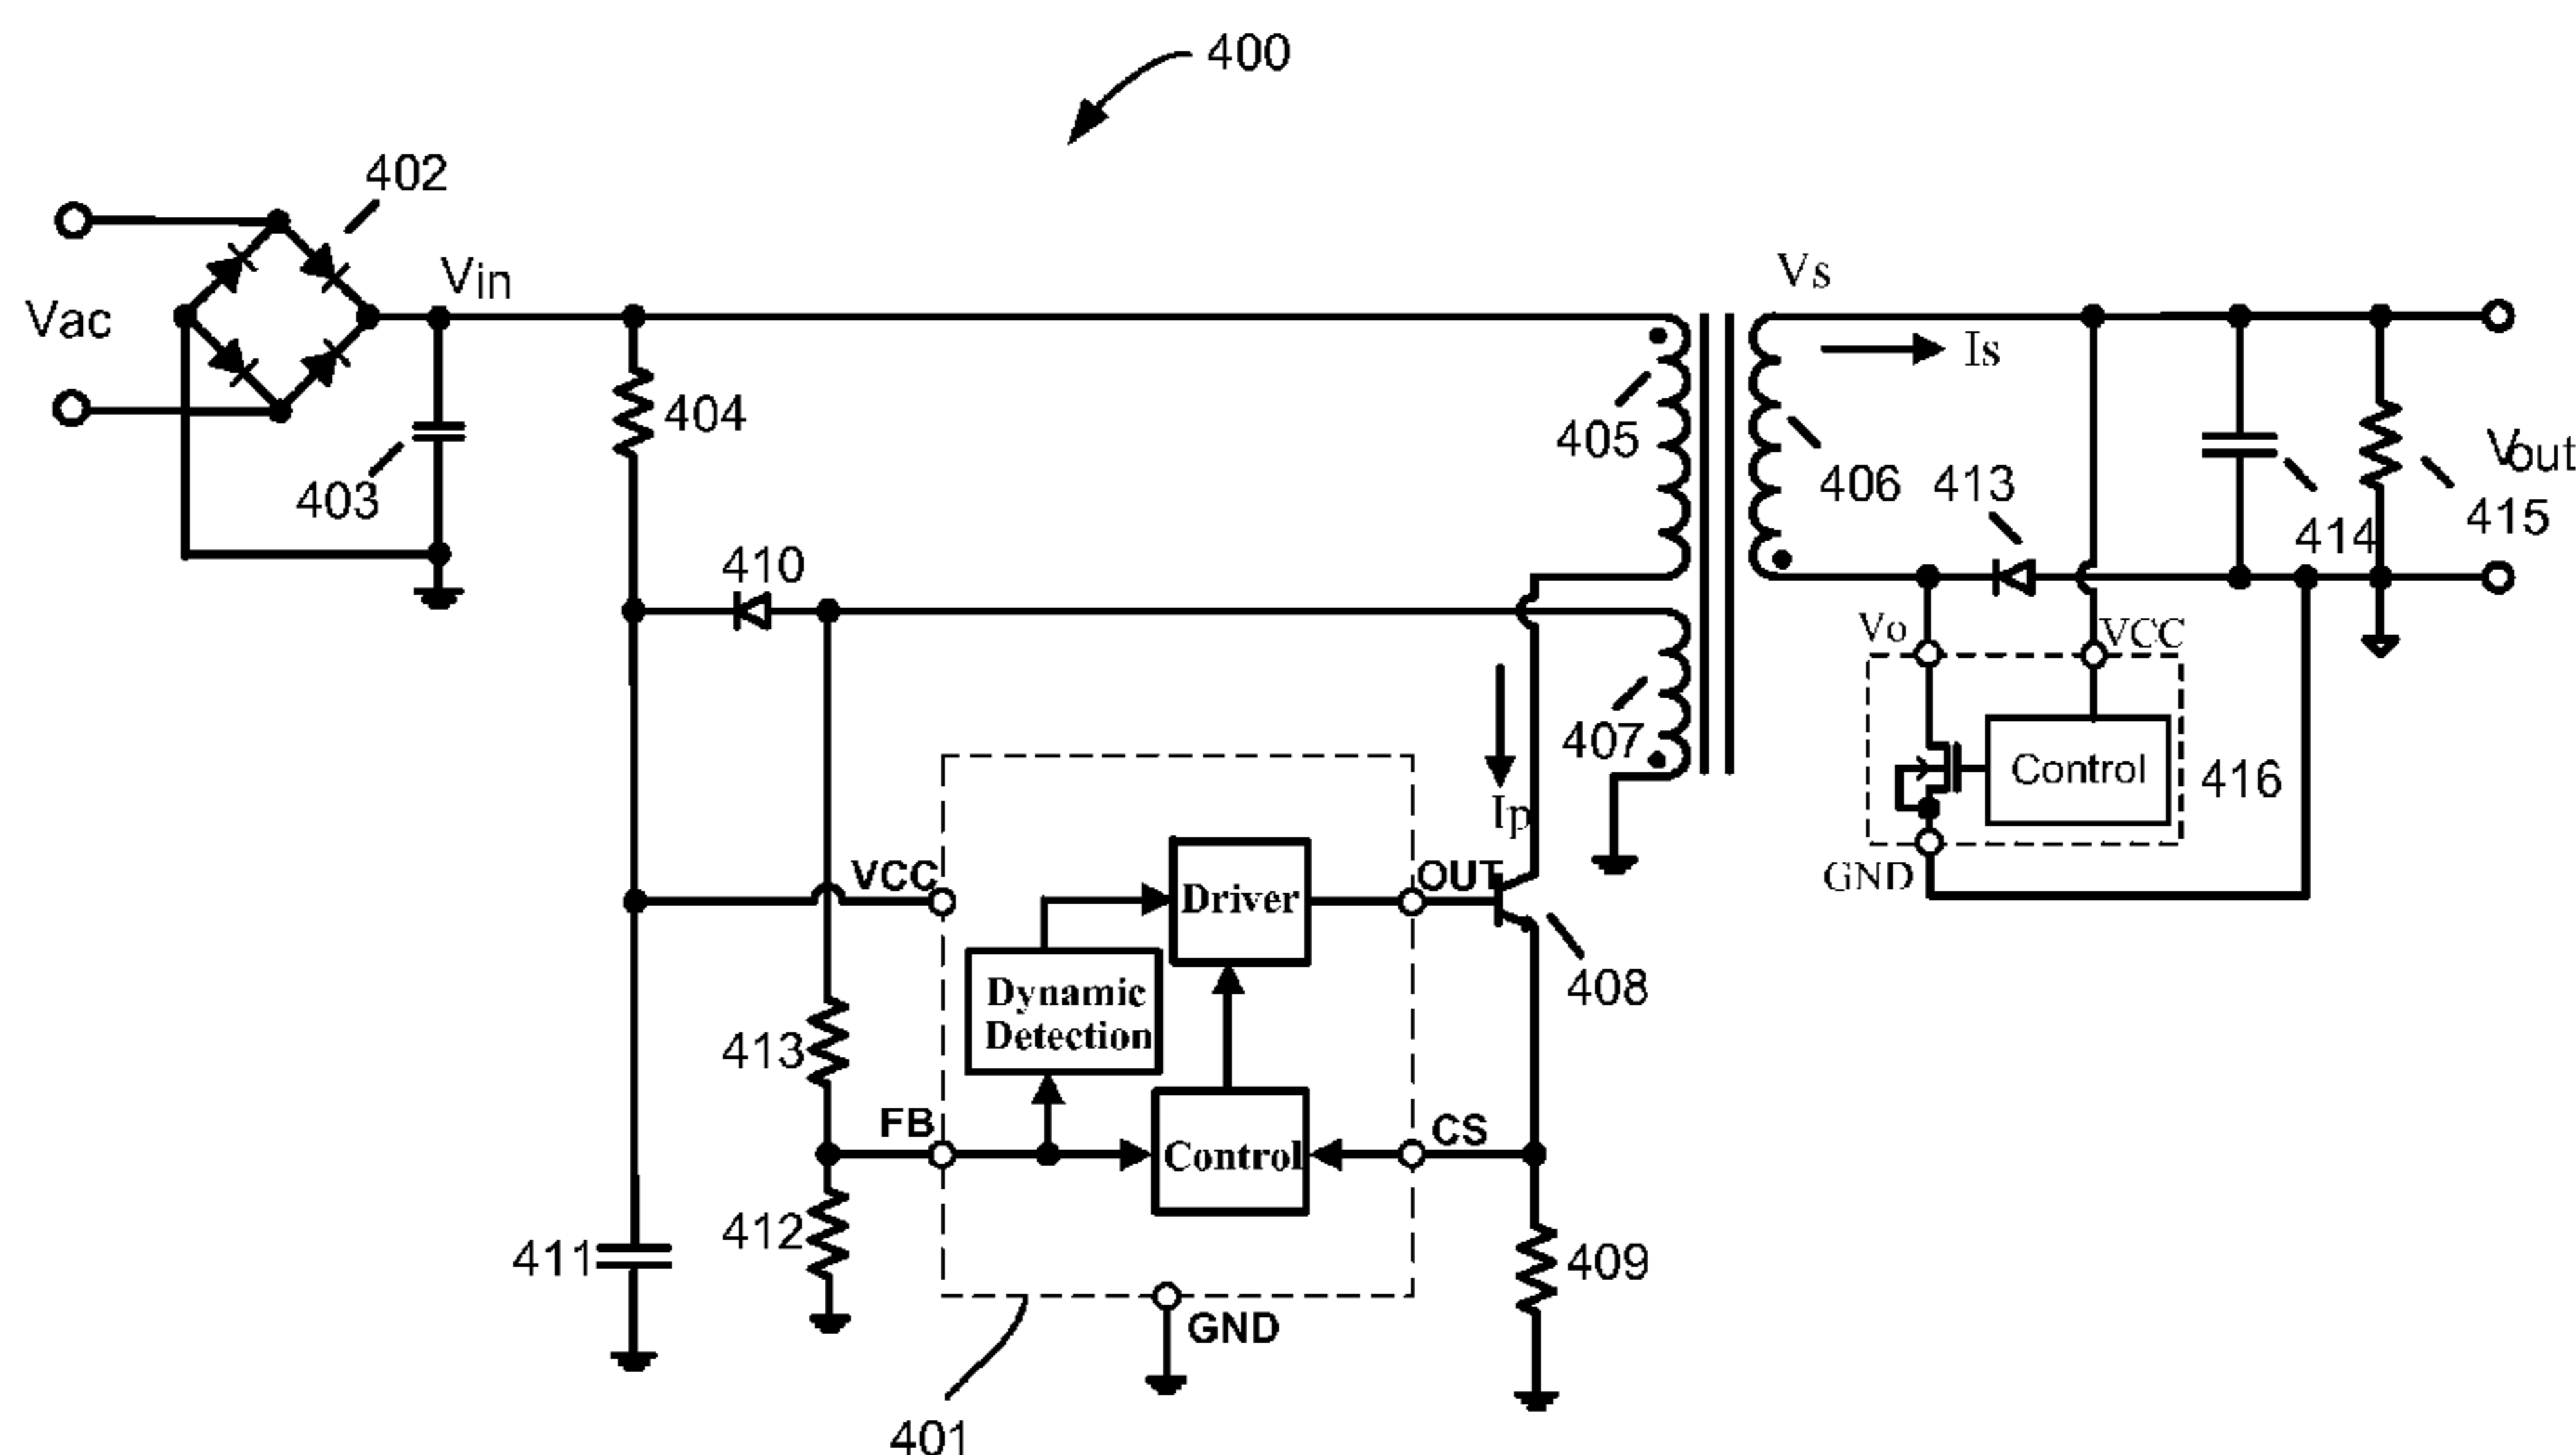 400
402
Vac
Vin
403
404
405
Vs
Is
406
413
414
415
Vout
410
407
Ip
Vo
VCC
Control
416
GND
VCC
OUT
Driver
Dynamic
Detection
408
413
FB
Control
CS
412
411
409
GND
401